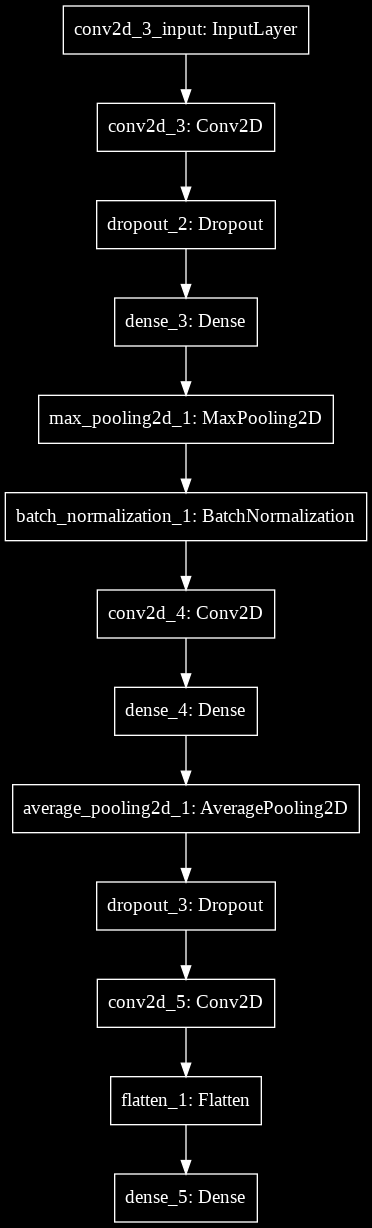 conv2d_3_input: InputLayer
conv2d_3: Conv2D
dropout_2: Dropout
dense_3: Dense
max_pooling2d_1: MaxPooling2D
batch_normalization_1: BatchNormalization
conv2d_4: Conv2D
dense_4: Dense
average_pooling2d_1: AveragePooling2D
dropout_3: Dropout
conv2d_5: Conv2D
flatten_1: Flatten
dense_5: Dense